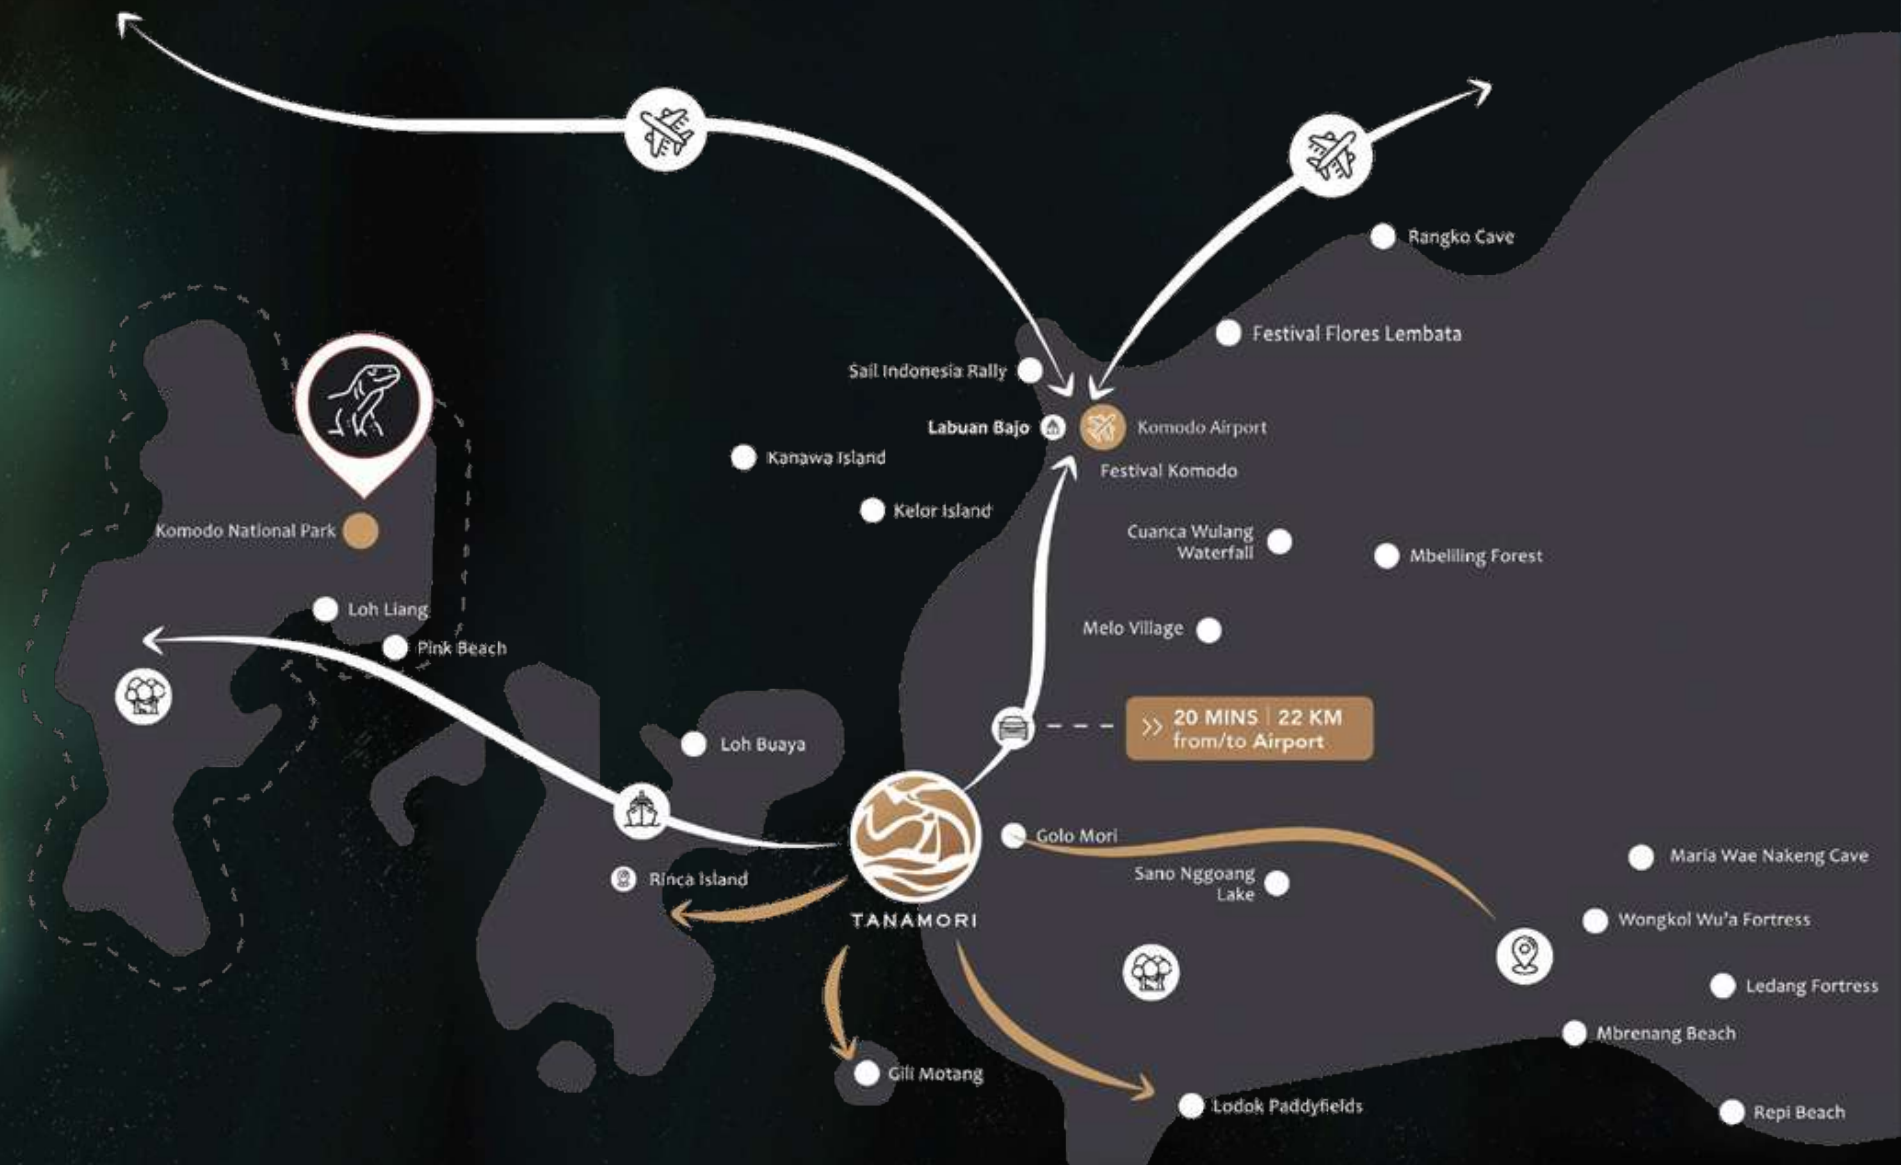 Rangko Cave
Festival Flores Lembata
Sail Indonesia Rally
Labuan Bajo
Komodo Airport
Festival Komodo
Kanawa Island
Kelor Island
Cuanca Wulang
Waterfall
Mbeliling Forest
Komodo National Park
Loh Liang
Pink Beach
Melo Village
>> 20 MINS | 22 KM
from/to Airport
Loh Buaya
Golo Mori
Rinca Island
TANAMORI
Sano Nggoang
Lake
Maria Wae Nakeng Cave
Wongkol Wu'a Fortress
Ledang Fortress
Mbrenang Beach
Gili Motang
Lodok Paddyfields
Repi Beach